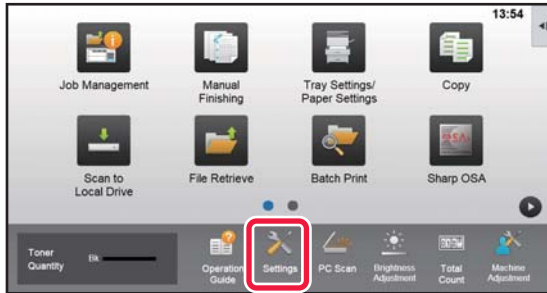 13:54
Job Management
Manual
Finishing
Tray Settings/
Paper Settings
Copy
Scan to
Local Drive
File Retrieve
Batch Print
Sharp OSA
Toner
Quantity
Bk
Operation
Guide
Settings
PC Scan
Brightness
Adjustment
Total
Count
Machine
Adjustment